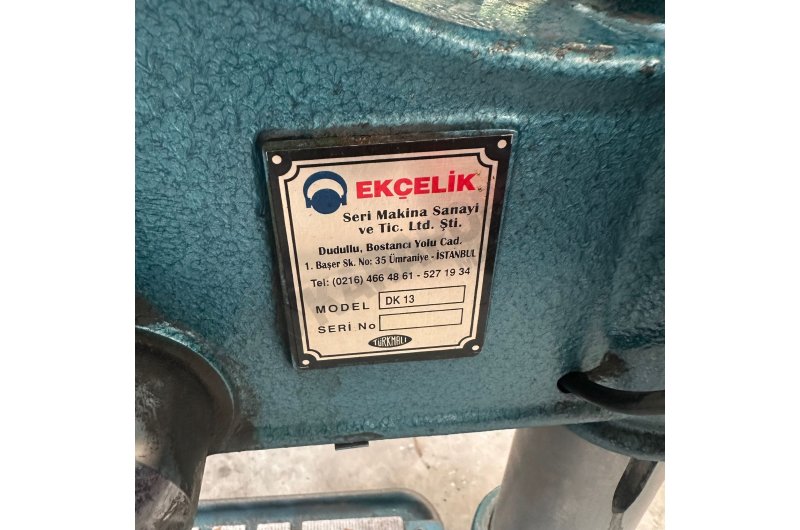 EKÇELİK
Seri Makina Sanayi
ve Tic. Ltd. Şti.
Dudullu, Bostancı Yolu Cad.
1. Başer Sk. No: 35 Ümraniye - İSTANBUL
Tel: (0216) 466 48 61 - 527 19 34
MODEL DK 13
SERİ No
TÜRKMALI